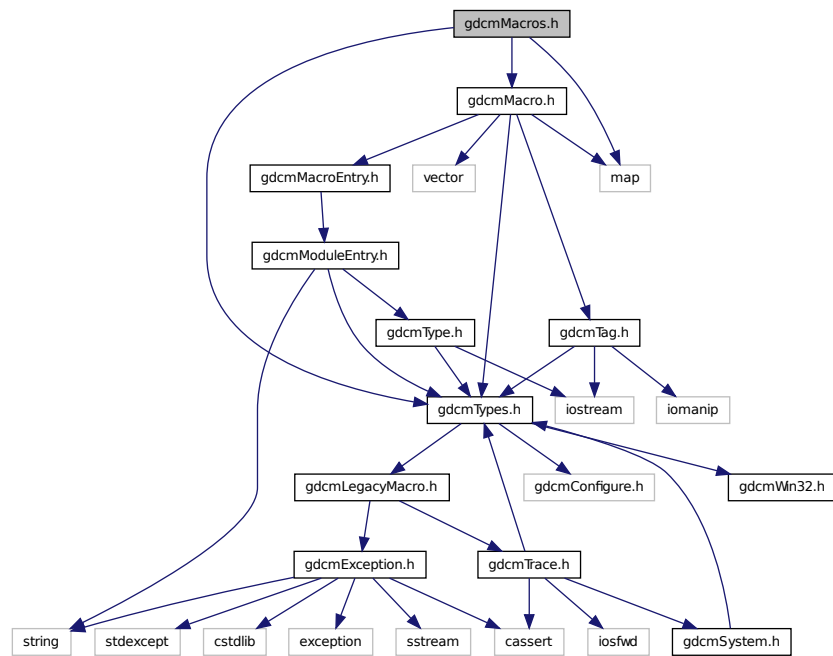 gdcmMacros.h
gdcmMacro.h
gdcmMacroEntry.h
vector
map
gdcmModuleEntry.h
gdcmType.h
gdcmTag.h
gdcmTypes.h
iostream
iomanip
gdcmLegacyMacro.h
gdcmConfigure.h
gdcmWin32.h
gdcmException.h
gdcmTrace.h
string
stdexcept
cstdlib
exception
sstream
cassert
iosfwd
gdcmSystem.h